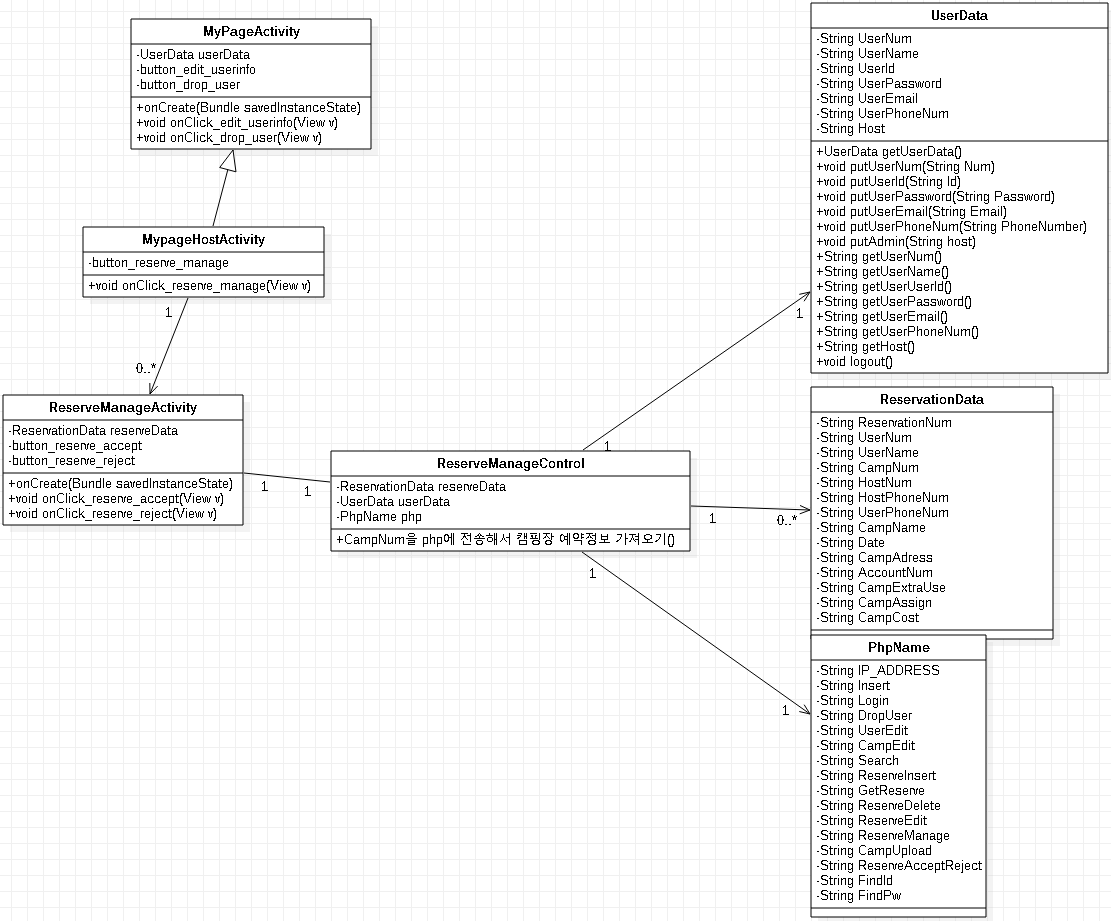 MyPageActivity
-UserData userData
-button_edit_userinfo
-button_drop_user
+onCreate(Bundle savedInstanceState)
+void onClick_edit_userinfo(View v)
+void onClick_drop_user(View v)
MypageHostActivity
-button_reserve_manage
+void onClick_reserve_manage(View v)
1
0..*
ReserveManageActivity
-ReservationData reserveData
-button_reserve_accept
-button_reserve_reject
+onCreate(Bundle savedInstanceState)
+void onClick_reserve_accept(View v)
+void onClick_reserve_reject(View v)
1
1
ReserveManageControl
-ReservationData reserveData
-UserData userData
-PhpName php
+CampNum을 php에 전송해서 캠핑장 예약정보 가져오기()
1
1
1
0..*
1
1
UserData
-String UserNum
-String UserName
-String UserId
-String UserPassword
-String UserEmail
-String UserPhoneNum
-String Host
+UserData getUserData()
+void putUserNum(String Num)
+void putUserId(String Id)
+void putUserPassword(String Password)
+void putUserEmail(String Email)
+void putUserPhoneNum(String PhoneNumber)
+void putAdmin(String host)
+String getUserNum()
+String getUserName()
+String getUserUserId()
+String getUserPassword()
+String getUserEmail()
+String getUserPhoneNum()
+String getHost()
+void logout()
ReservationData
-String ReservationNum
-String UserNum
-String UserName
-String CampNum
-String HostNum
-String HostPhoneNum
-String UserPhoneNum
-String CampName
-String Date
-String CampAdress
-String AccountNum
-String CampExtraUse
-String CampAssign
-String CampCost
PhpName
-String IP_ADDRESS
-String Insert
-String Login
-String DropUser
-String UserEdit
-String CampEdit
-String Search
-String ReserveInsert
-String GetReserve
-String ReserveDelete
-String ReserveEdit
-String ReserveManage
-String CampUpload
-String ReserveAcceptReject
-String FindId
-String FindPw